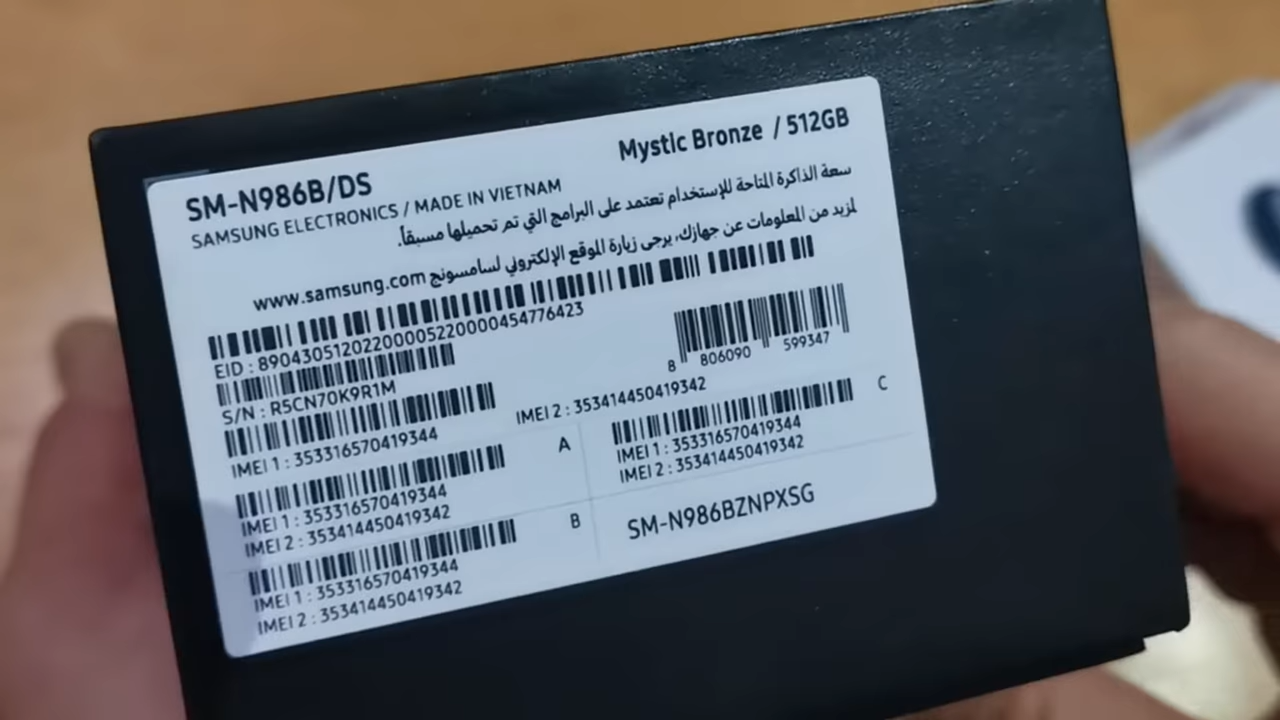 SM-N986B/DS
Mystic Bronze / 512GB
SAMSUNG ELECTRONICS / MADE IN VIETNAM
سعة الذاكرة المتاحة للإستخدام تعتمد على البرامج التي تم تحميلها مسبقاً.
لمزيد من المعلومات عن جهازك، يرجى زيارة الموقع الإلكتروني لسامسونج www.samsung.com
EID : 89043051202200005220000454776423
8 806090 599347
S/N : R5CN70K9R1M
IMEI 2 : 353414450419342
IMEI 1 : 353316570419344
A
IMEI 1 : 353316570419344
IMEI 2 : 353414450419342
B
IMEI 1 : 353316570419344
IMEI 2 : 353414450419342
C
IMEI 1 : 353316570419344
IMEI 2 : 353414450419342
SM-N986BZNPXSG